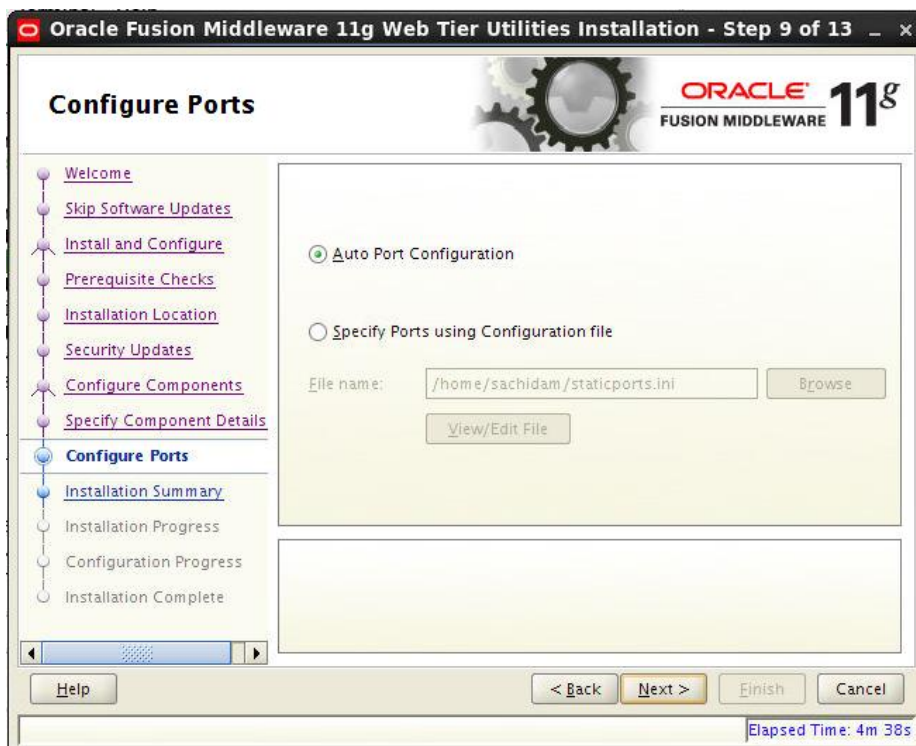 Oracle Fusion Middleware 11g Web Tier Utilities Installation - Step 9 of 13
Configure Ports
ORACLE
FUSION MIDDLEWARE
11g
Welcome
Skip Software Updates
Install and Configure
Prerequisite Checks
Installation Location
Security Updates
Configure Components
Specify Component Details
Configure Ports
Installation Summary
Installation Progress
Configuration Progress
Installation Complete
Auto Port Configuration
Specify Ports using Configuration file
File name: /home/sachidam/staticports.ini Browse
View/Edit File
Help < Back Next > Finish Cancel
Elapsed Time: 4m 38s